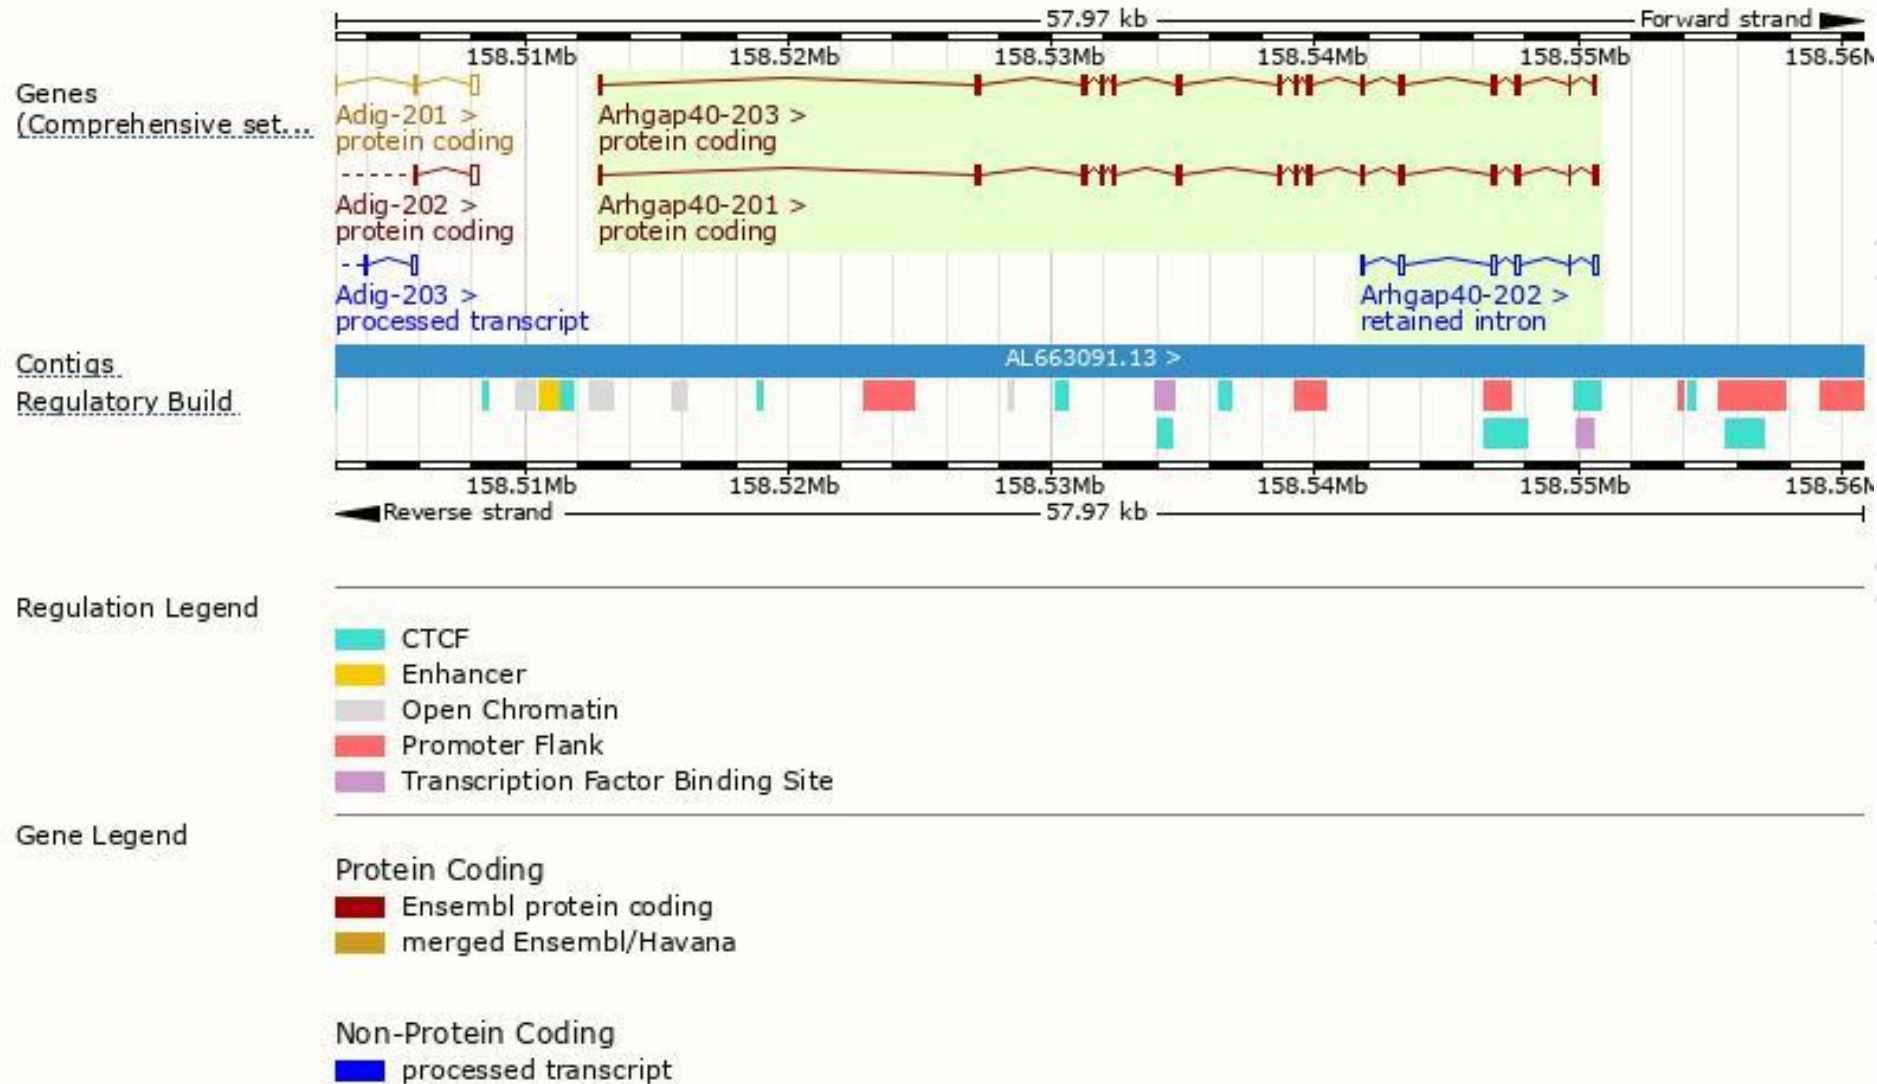 57.97 kb Forward strand
158.51Mb 158.52Mb 158.53Mb 158.54Mb 158.55Mb 158.56M
Genes
(Comprehensive set...
Adig-201 > Arhgap40-203 >
protein coding protein coding
Adig-202 > Arhgap40-201 >
protein coding protein coding
Adig-203 > Arhgap40-202 >
processed transcript retained intron
Contigs AL663091.13 >
Regulatory Build
158.51Mb 158.52Mb 158.53Mb 158.54Mb 158.55Mb 158.56M
Reverse strand 57.97 kb
Regulation Legend
CTCF
Enhancer
Open Chromatin
Promoter Flank
Transcription Factor Binding Site
Gene Legend
Protein Coding
Ensembl protein coding
merged Ensembl/Havana
Non-Protein Coding
processed transcript